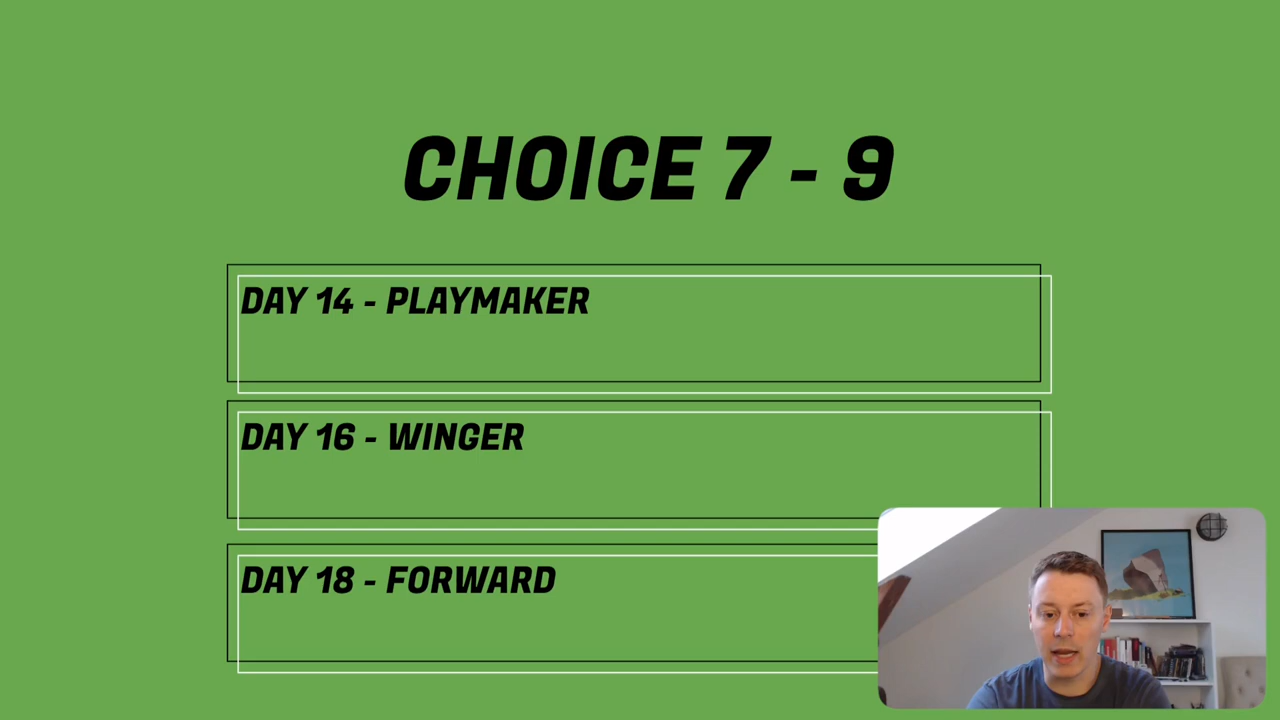 CHOICE 7 - 9
DAY 14 - PLAYMAKER
DAY 16 - WINGER
DAY 18 - FORWARD